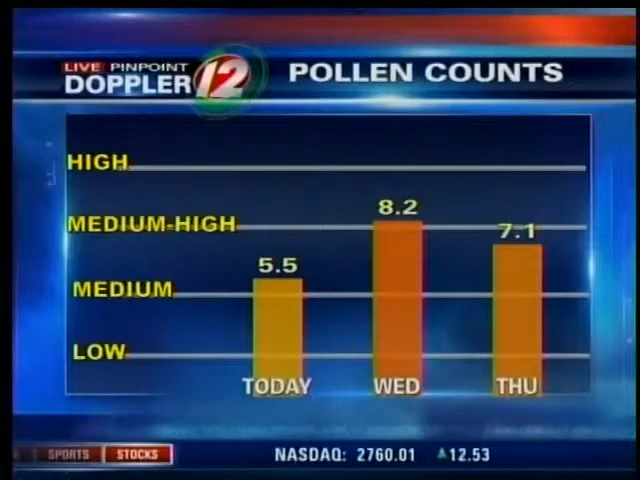 LIVE PINPOINT
DOPPLER 12
POLLEN COUNTS
HIGH
MEDIUM-HIGH
MEDIUM
LOW
5.5
8.2
7.1
TODAY
WED
THU
SPORTS
STOCKS
NASDAQ: 2760.01 ▲12.53